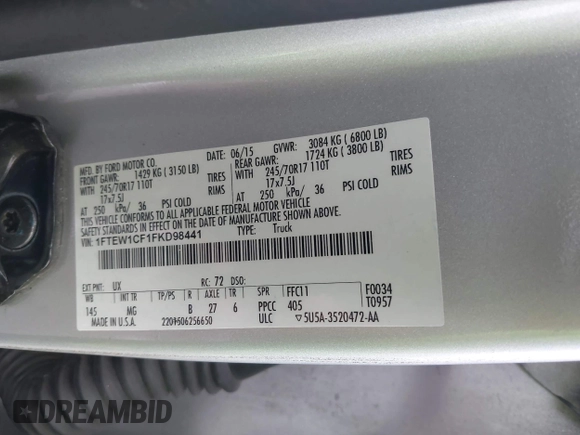 MFD. BY FORD MOTOR CO.
DATE: 06/15 GVWR: 3084 KG ( 6800 LB)
FRONT GAWR: 1429 KG ( 3150 LB) REAR GAWR: 1724 KG ( 3800 LB)
WITH 245/70R17 110T TIRES WITH 245/70R17 110T TIRES
17x7.5J RIMS 17x7.5J RIMS
AT 250 kPa/ 36 PSI COLD AT 250 kPa/ 36 PSI COLD
THIS VEHICLE CONFORMS TO ALL APPLICABLE FEDERAL MOTOR VEHICLE
SAFETY STANDARDS IN EFFECT ON THE DATE OF MANUFACTURE SHOWN ABOVE.
VIN: 1FTEW1CF1FKD98441 TYPE: Truck
EXT PNT: UX RC: 72 DSO:
WB INT TR TP/PS R AXLE TR SPR FFC11 F0034
145 MG B 27 6 PPCC 405 T0957
MADE IN U.S.A. 2201506256650 ULC ▽5U5A-3520472-AA
DREAMBID